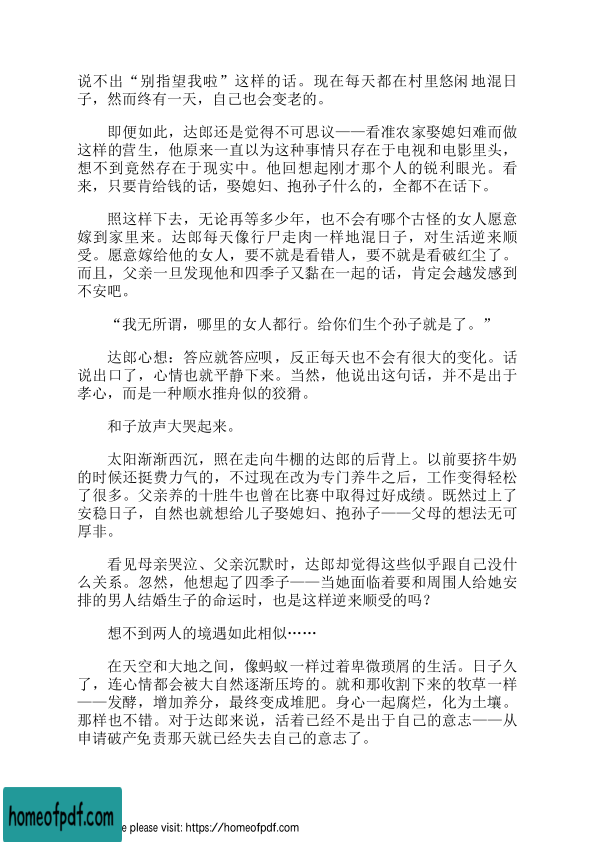 说不出“别指望我啦”这样的话。现在每天都在村里悠闲地混日
子，然而终有一天，自己也会变老的。
即便如此，达郎还是觉得不可思议——看准农家娶媳妇难而做
这样的营生，他原来一直以为这种事情只存在于电视和电影里头，
想不到竟然存在于现实中。他回想起刚才那个人的锐利眼光。看
来，只要肯给钱的话，娶媳妇、抱孙子什么的，全都不在话下。
照这样下去，无论再等多少年，也不会有哪个古怪的女人愿意
嫁到家里来。达郎每天像行尸走肉一样地混日子，对生活逆来顺
受。愿意嫁给他的女人，要不就是看错人，要不就是看破红尘了。
而且，父亲一旦发现他和四季子又黏在一起的话，肯定会越发感到
不安吧。
“我无所谓，哪里的女人都行。给你们生个孙子就是了。”
达郎心想：答应就答应呗，反正每天也不会有很大的变化。话
说出口了，心情也就平静下来。当然，他说出这句话，并不是出于
孝心，而是一种顺水推舟似的狡猾。
和子放声大哭起来。
太阳渐渐西沉，照在走向牛棚的达郎的后背上。以前要挤牛奶
的时候还挺费力气的，不过现在改为专门养牛之后，工作变得轻松
了很多。父亲养的十胜牛也曾在比赛中取得过好成绩。既然过上了
安稳日子，自然也就想给儿子娶媳妇、抱孙子——父母的想法无可
厚非。
看见母亲哭泣、父亲沉默时，达郎却觉得这些似乎跟自己没什
么关系。忽然，他想起了四季子——当她面临着要和周围人给她安
排的男人结婚生子的命运时，也是这样逆来顺受的吗？
想不到两人的境遇如此相似……
在天空和大地之间，像蚂蚁一样过着卑微琐屑的生活。日子久
了，连心情都会被大自然逐渐压垮的。就和那收割下来的牧草一样
——发酵，增加养分，最终变成堆肥。身心一起腐烂，化为土壤。
那样也不错。对于达郎来说，活着已经不是出于自己的意志——从
申请破产免责那天就已经失去自己的意志了。
homeofpdf.com
please visit: https://homeofpdf.com